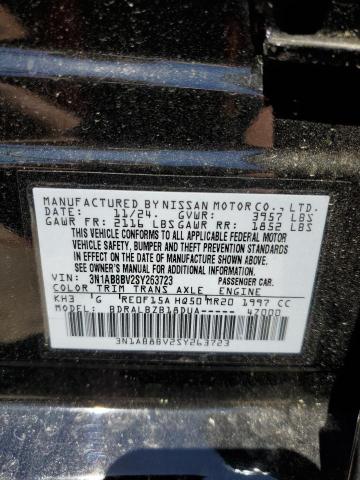 MANUFACTURED BY NISSAN MOTOR CO., LTD.
DATE: 11/24. GVWR: 3957 LBS
GAWR FR: 2116 LBS GAWR RR: 1852 LBS
THIS VEHICLE CONFORMS TO ALL APPLICABLE FEDERAL MOTOR
VEHICLE SAFETY, BUMPER AND THEFT PREVENTION
STANDARDS IN EFFECT ON THE DATE OF MANUFACTURE SHOWN ABOVE.
See OWNER'S MANUAL FOR MORE INFORMATION.
VIN: 3N1AB8BV2SY263723 PASSENGER CAR.
COLOR TRIM TRANS AXLE ENGINE
KH3 'G 'RE0F15A HQ50 MR20 1997 CC
MODEL: BDRALBZB18DUA----- 47000
3N1AB8BV2SY263723